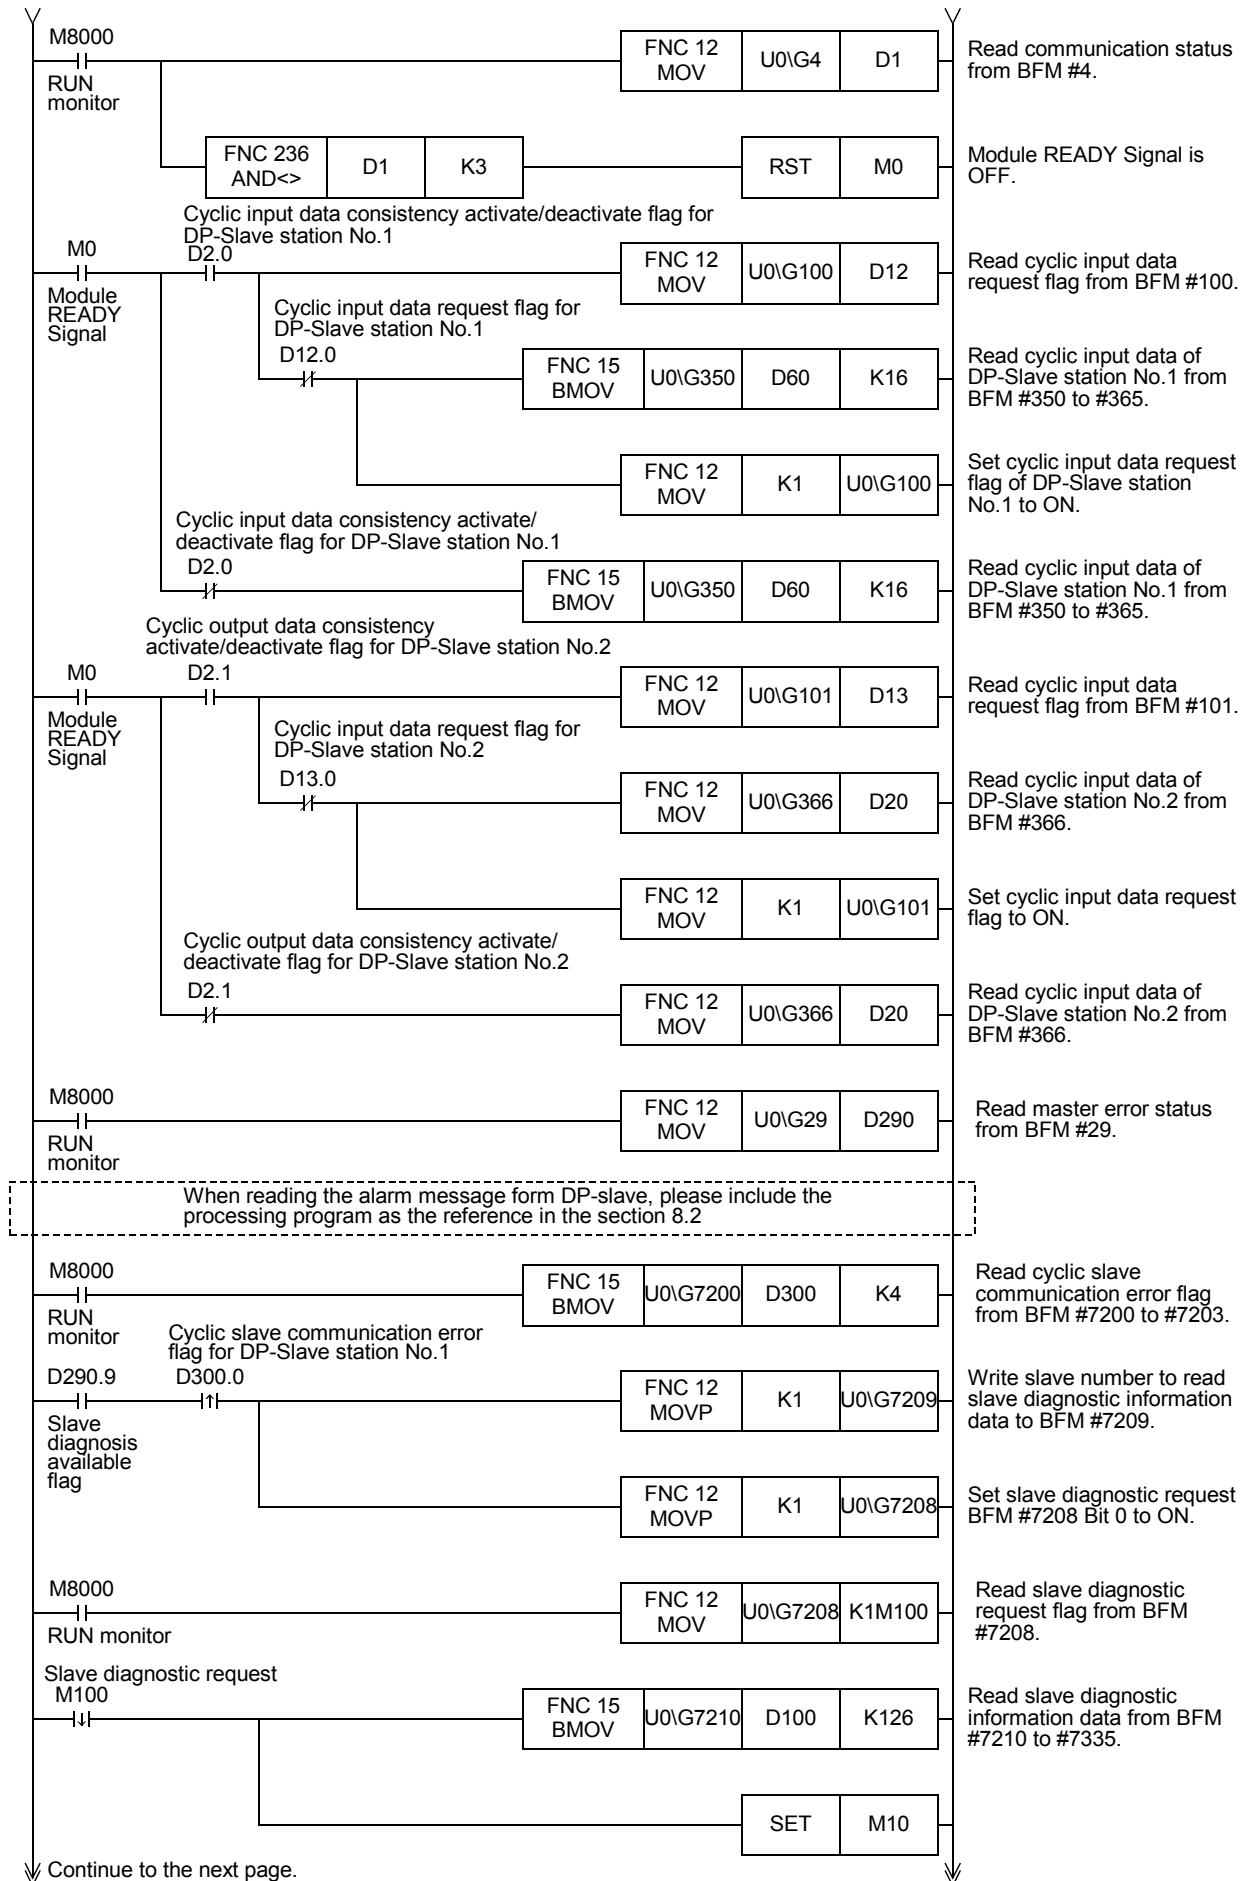 M8000
RUN
monitor
FNC 12
MOV
U0\G4
D1
Read communication status
from BFM #4.
FNC 236
AND<>
D1
K3
RST
M0
Module READY Signal is
OFF.
Cyclic input data consistency activate/deactivate flag for
DP-Slave station No.1
M0
Module
READY
Signal
D2.0
FNC 12
MOV
U0\G100
D12
Read cyclic input data
request flag from BFM #100.
Cyclic input data request flag for
DP-Slave station No.1
D12.0
FNC 15
BMOV
U0\G350
D60
K16
Read cyclic input data of
DP-Slave station No.1 from
BFM #350 to #365.
FNC 12
MOV
K1
U0\G100
Set cyclic input data request
flag of DP-Slave station
No.1 to ON.
Cyclic input data consistency activate/
deactivate flag for DP-Slave station No.1
D2.0
FNC 15
BMOV
U0\G350
D60
K16
Read cyclic input data of
DP-Slave station No.1 from
BFM #350 to #365.
Cyclic output data consistency
activate/deactivate flag for DP-Slave station No.2
M0
Module
READY
Signal
D2.1
FNC 12
MOV
U0\G101
D13
Read cyclic input data
request flag from BFM #101.
Cyclic input data request flag for
DP-Slave station No.2
D13.0
FNC 12
MOV
U0\G366
D20
Read cyclic input data of
DP-Slave station No.2 from
BFM #366.
FNC 12
MOV
K1
U0\G101
Set cyclic input data request
flag to ON.
Cyclic output data consistency activate/
deactivate flag for DP-Slave station No.2
D2.1
FNC 12
MOV
U0\G366
D20
Read cyclic input data of
DP-Slave station No.2 from
BFM #366.
M8000
RUN
monitor
FNC 12
MOV
U0\G29
D290
Read master error status
from BFM #29.
When reading the alarm message form DP-slave, please include the
processing program as the reference in the section 8.2
M8000
RUN
monitor
FNC 15
BMOV
U0\G7200
D300
K4
Read cyclic slave
communication error flag
from BFM #7200 to #7203.
Cyclic slave communication error
flag for DP-Slave station No.1
D290.9
Slave
diagnosis
available
flag
D300.0
FNC 12
MOVP
K1
U0\G7209
Write slave number to read
slave diagnostic information
data to BFM #7209.
FNC 12
MOVP
K1
U0\G7208
Set slave diagnostic request
BFM #7208 Bit 0 to ON.
M8000
RUN monitor
FNC 12
MOV
U0\G7208
K1M100
Read slave diagnostic
request flag from BFM
#7208.
Slave diagnostic request
M100
FNC 15
BMOV
U0\G7210
D100
K126
Read slave diagnostic
information data from BFM
#7210 to #7335.
SET
M10
Continue to the next page.